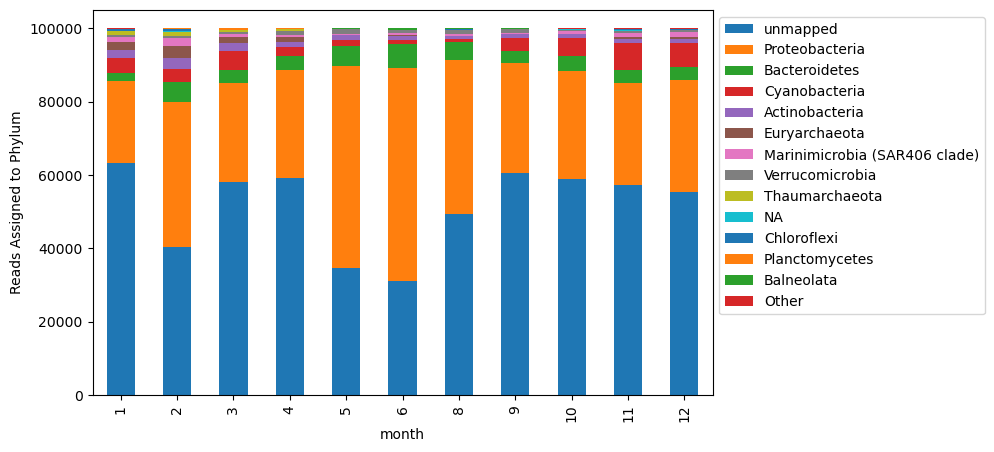 100000
80000
60000
40000
20000
0
Reads Assigned to Phylum
1 2 3 4 5 6 8 9 10 11 12
month
unmapped
Proteobacteria
Bacteroidetes
Cyanobacteria
Actinobacteria
Euryarchaeota
Marinimicrobia (SAR406 clade)
Verrucomicrobia
Thaumarchaeota
NA
Chloroflexi
Planctomycetes
Balneolata
Other